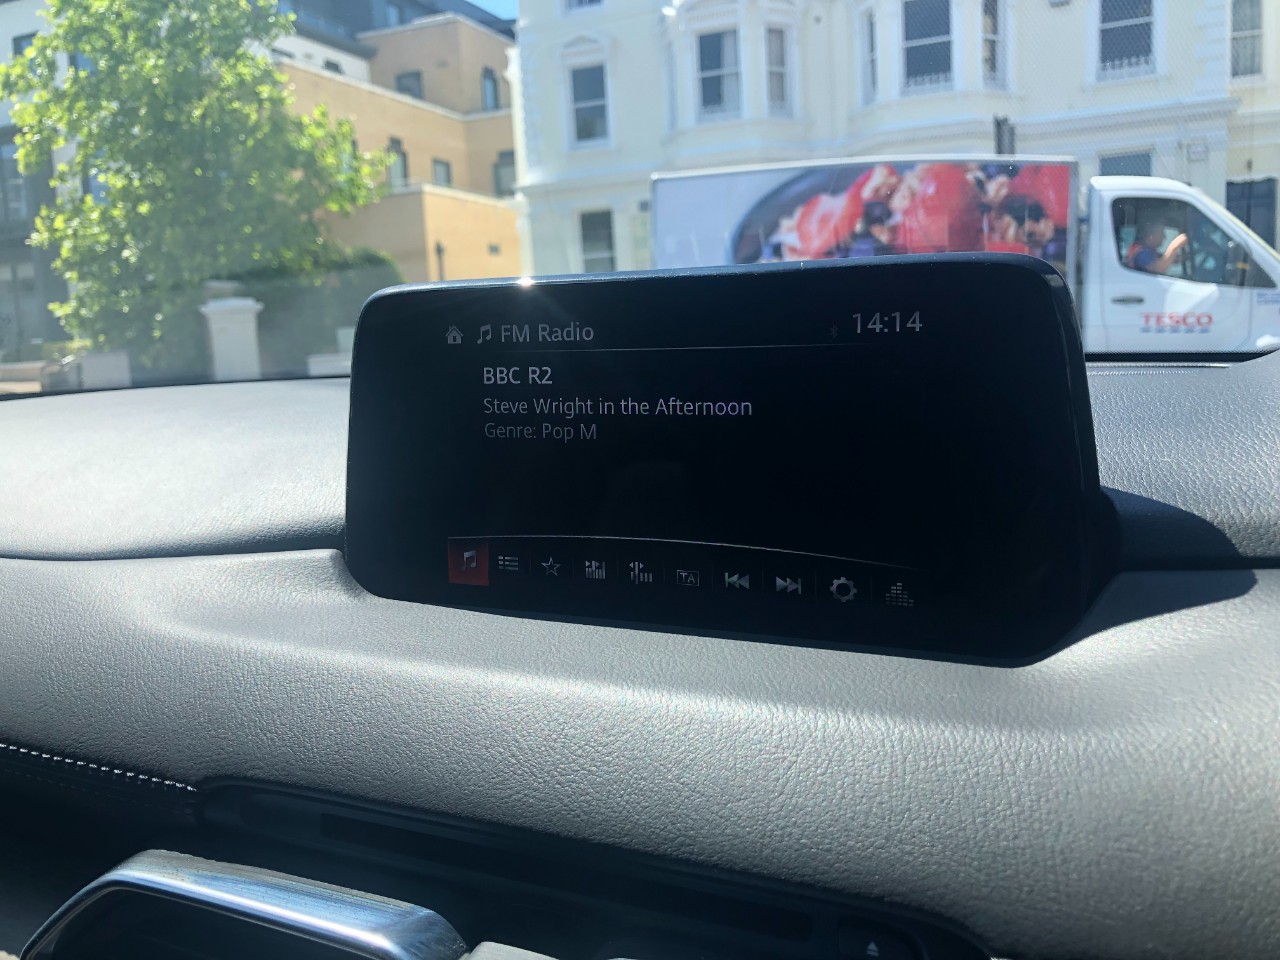 FM Radio
14:14
BBC R2
Steve Wright in the Afternoon
Genre: Pop M
TA
TESCO